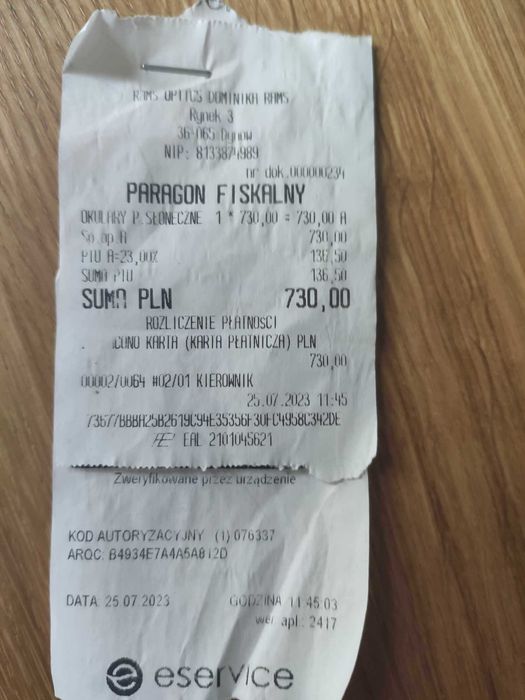 RAMS OPTICS DOMINIKA RAMS
Rynek 3
36-065 Dynów
NIP: 8133874989
nr dok.000000234
PARAGON FISKALNY
OKULARY P.SŁONECZNE 1 * 730,00 = 730,00 A
Sp.op.A 730,00
PTU A=23,00% 136,50
SUMA PTU 136,50
SUMA PLN 730,00
ROZLICZENIE PŁATNOŚCI
KARTA (KARTA PŁATNICZA) PLN
730,00
00002/0064 #02/01 KIEROWNIK
25.07.2023 11:45
73677BBBA25B2619C94E35356F30FC4958C342DE
EAL 2101045621
Zweryfikowane przez urządzenie
KOD AUTORYZACYJNY (1) 076337
ARQC: B4934E7A4A5A812D
DATA: 25.07.2023 GODZINA 11:45:03
wer. apl.: 2417
eservice